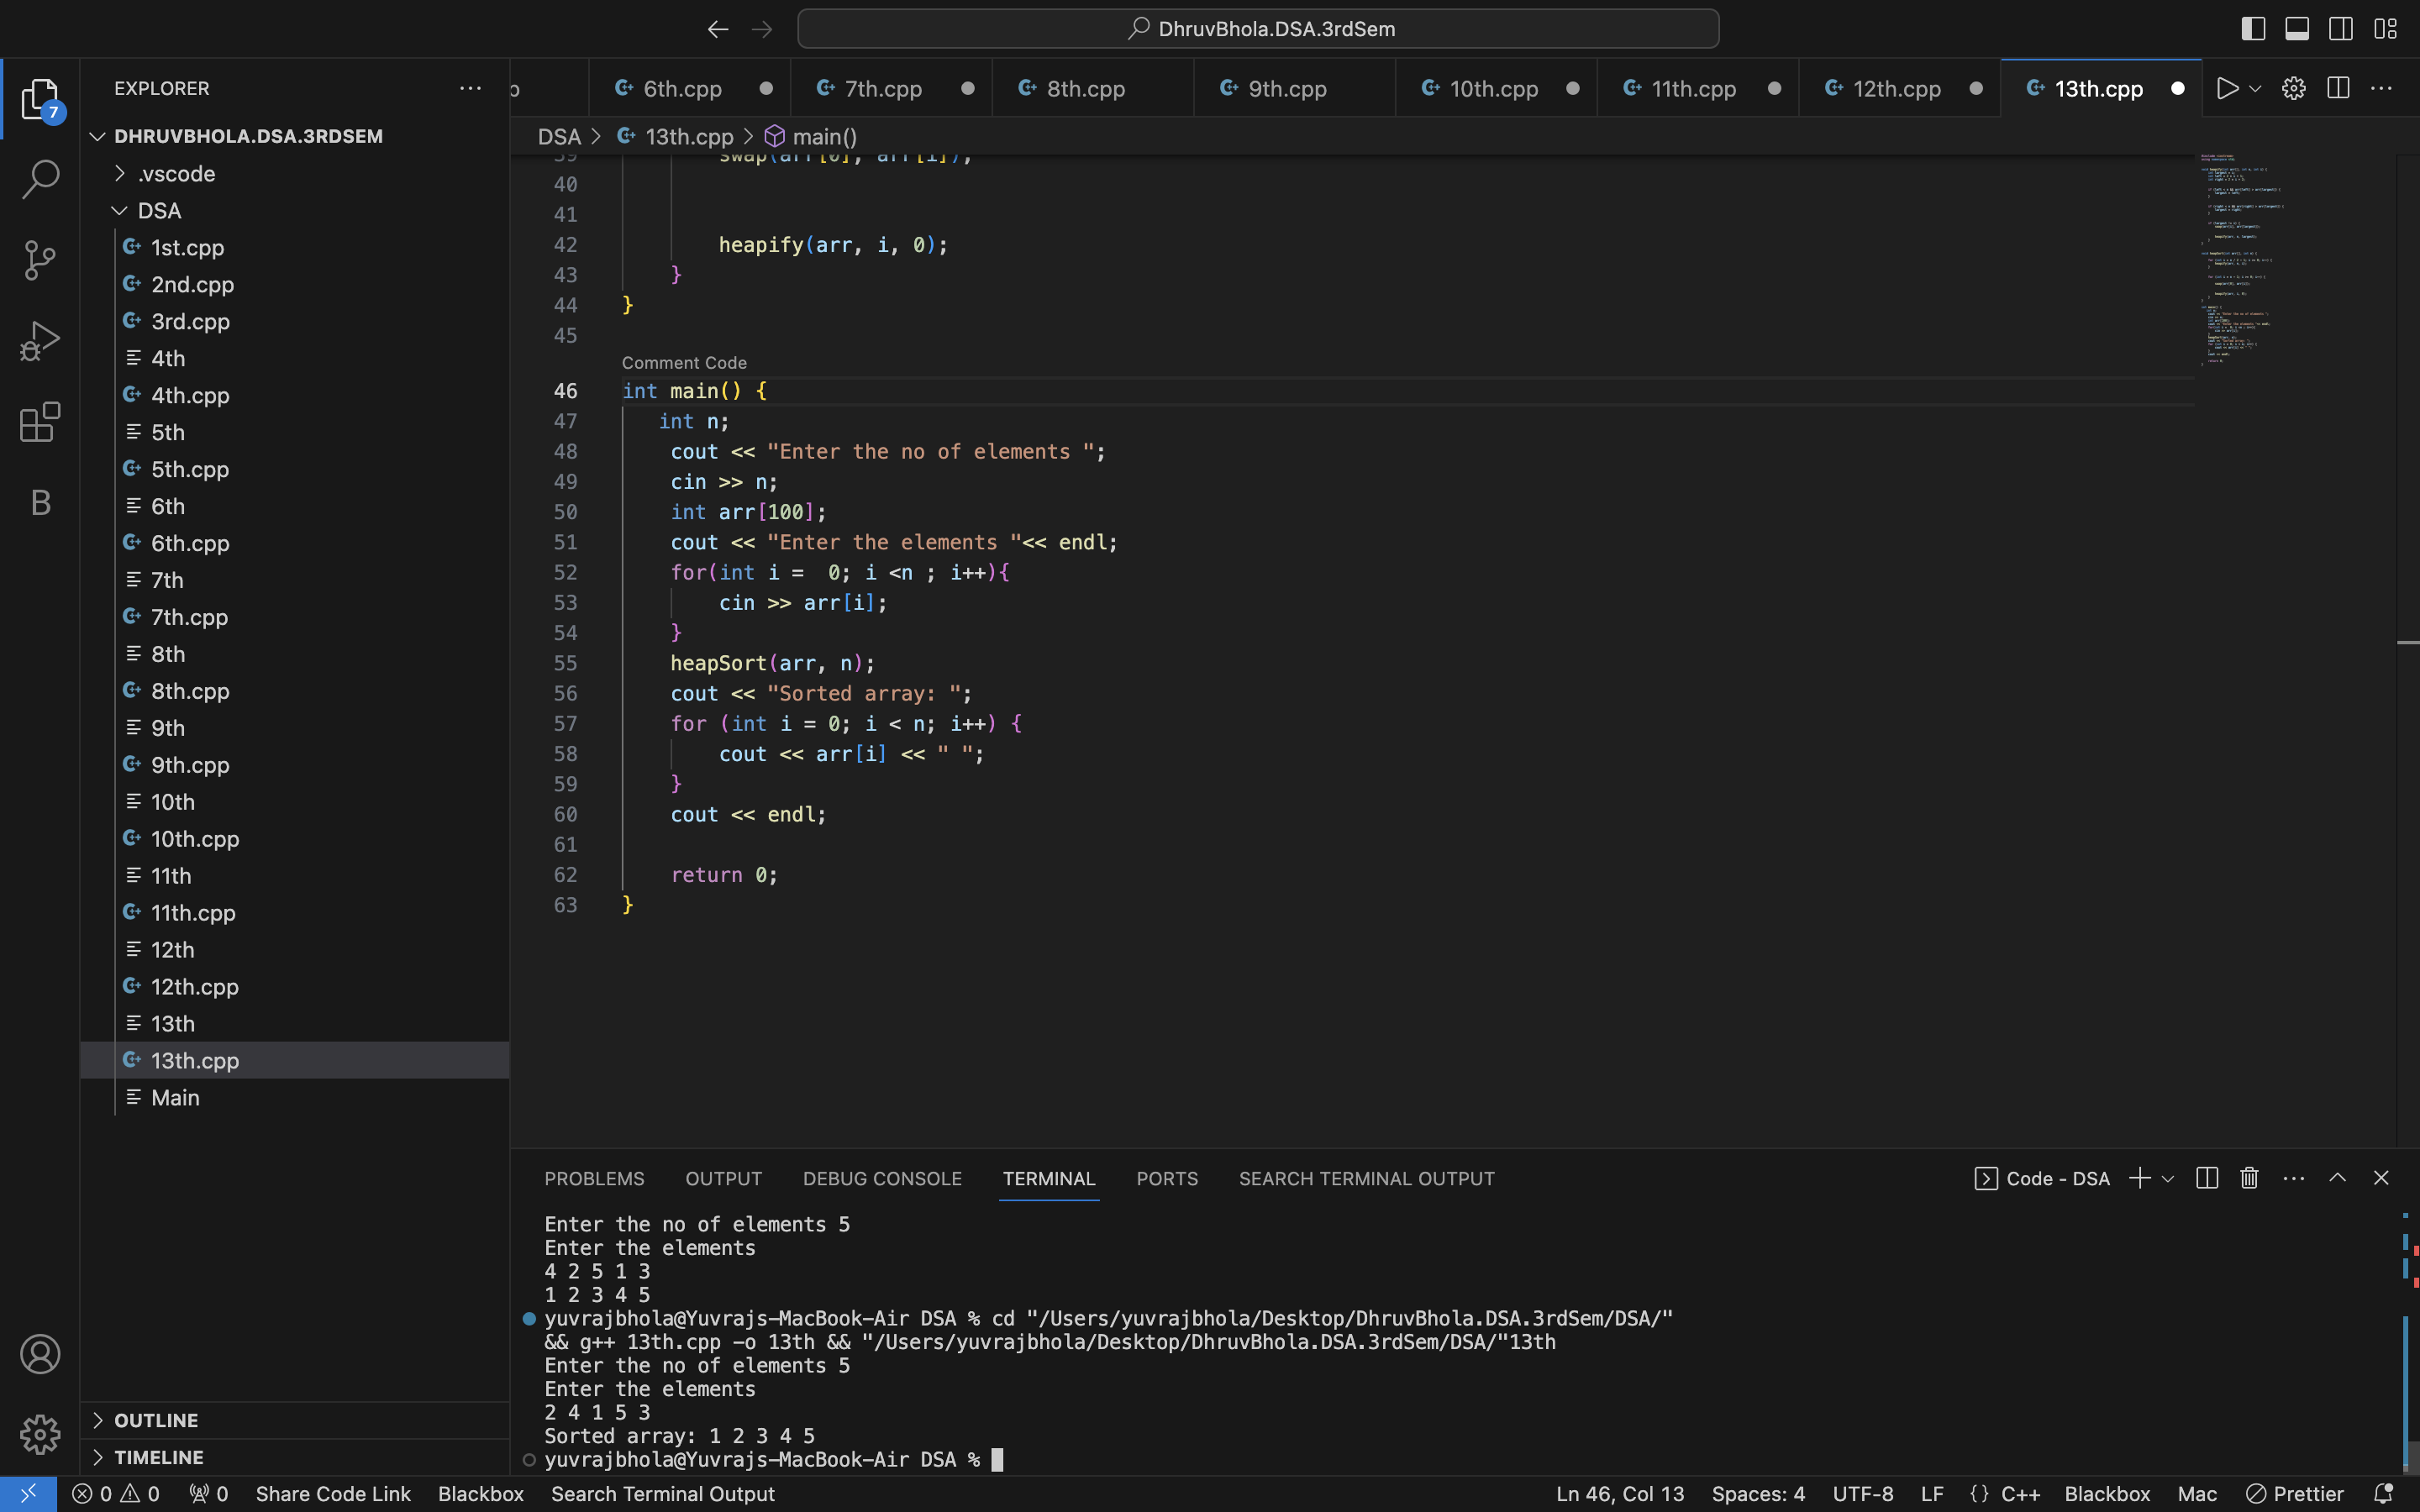 DhruvBhola.DSA.3rdSem
EXPLORER
6th.cpp
7th.cpp
8th.cpp
9th.cpp
10th.cpp
11th.cpp
12th.cpp
13th.cpp
7
DHRUVBHOLA.DSA.3RDSEM
.vscode
DSA
1st.cpp
2nd.cpp
3rd.cpp
4th
4th.cpp
5th
5th.cpp
6th
6th.cpp
7th
7th.cpp
8th
8th.cpp
9th
9th.cpp
10th
10th.cpp
11th
11th.cpp
12th
12th.cpp
13th
13th.cpp
Main
OUTLINE
TIMELINE
B
DSA > 13th.cpp > main()
39 swap(arr[0], arr[i]);
40
41
42 heapify(arr, i, 0);
43 }
44 }
45
Comment Code
46 int main() {
47 int n;
48 cout << "Enter the no of elements ";
49 cin >> n;
50 int arr[100];
51 cout << "Enter the elements "<< endl;
52 for(int i =  0; i <n ; i++){
53 cin >> arr[i];
54 }
55 heapSort(arr, n);
56 cout << "Sorted array: ";
57 for (int i = 0; i < n; i++) {
58 cout << arr[i] << " ";
59 }
60 cout << endl;
61
62 return 0;
63 }
PROBLEMS OUTPUT DEBUG CONSOLE TERMINAL PORTS SEARCH TERMINAL OUTPUT
Code - DSA
Enter the no of elements 5
Enter the elements
4 2 5 1 3
1 2 3 4 5
yuvrajbhola@Yuvrajs-MacBook-Air DSA % cd "/Users/yuvrajbhola/Desktop/DhruvBhola.DSA.3rdSem/DSA/"
&& g++ 13th.cpp -o 13th && "/Users/yuvrajbhola/Desktop/DhruvBhola.DSA.3rdSem/DSA/"13th
Enter the no of elements 5
Enter the elements
2 4 1 5 3
Sorted array: 1 2 3 4 5
yuvrajbhola@Yuvrajs-MacBook-Air DSA %
0 0 0 Share Code Link Blackbox Search Terminal Output
Ln 46, Col 13 Spaces: 4 UTF-8 LF {} C++ Blackbox Mac Prettier